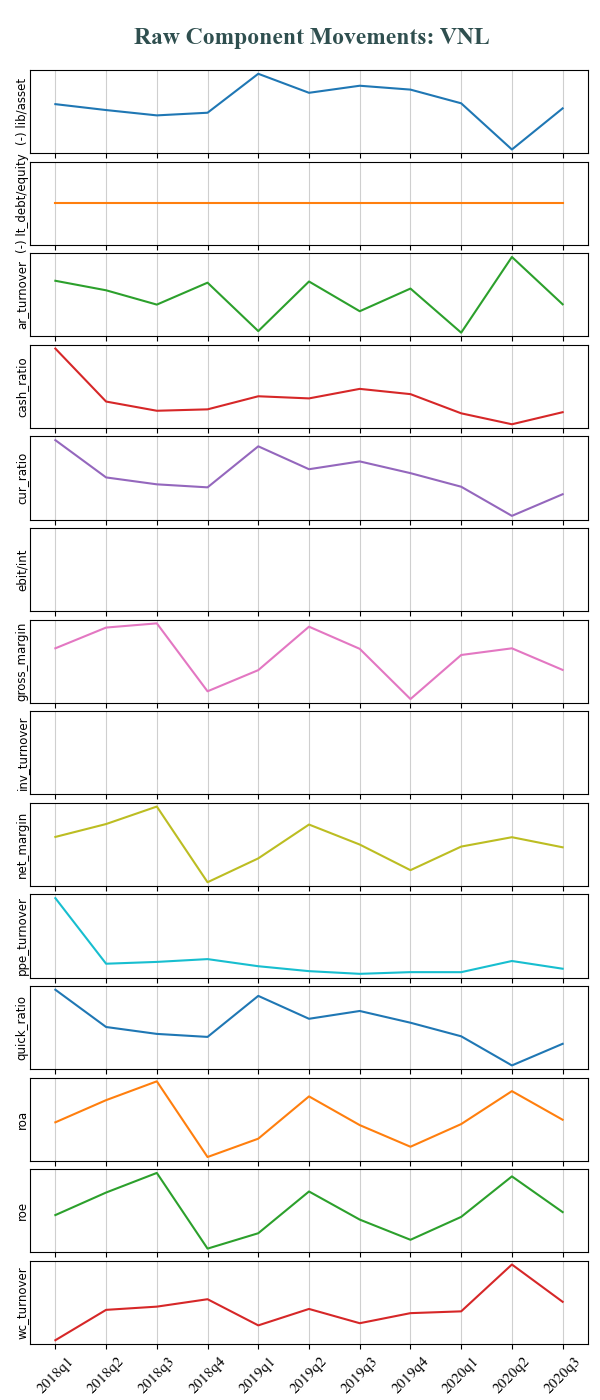 Raw Component Movements: VNL
(-) lib/asset
(-) lt_debt/equity
ar_turnover
cash_ratio
cur_ratio
ebit/int
gross_margin
inv_turnover
net_margin
ppe_turnover
quick_ratio
roa
roe
wc_turnover
2018q1 2018q2 2018q3 2018q4 2019q1 2019q2 2019q3 2019q4 2020q1 2020q2 2020q3